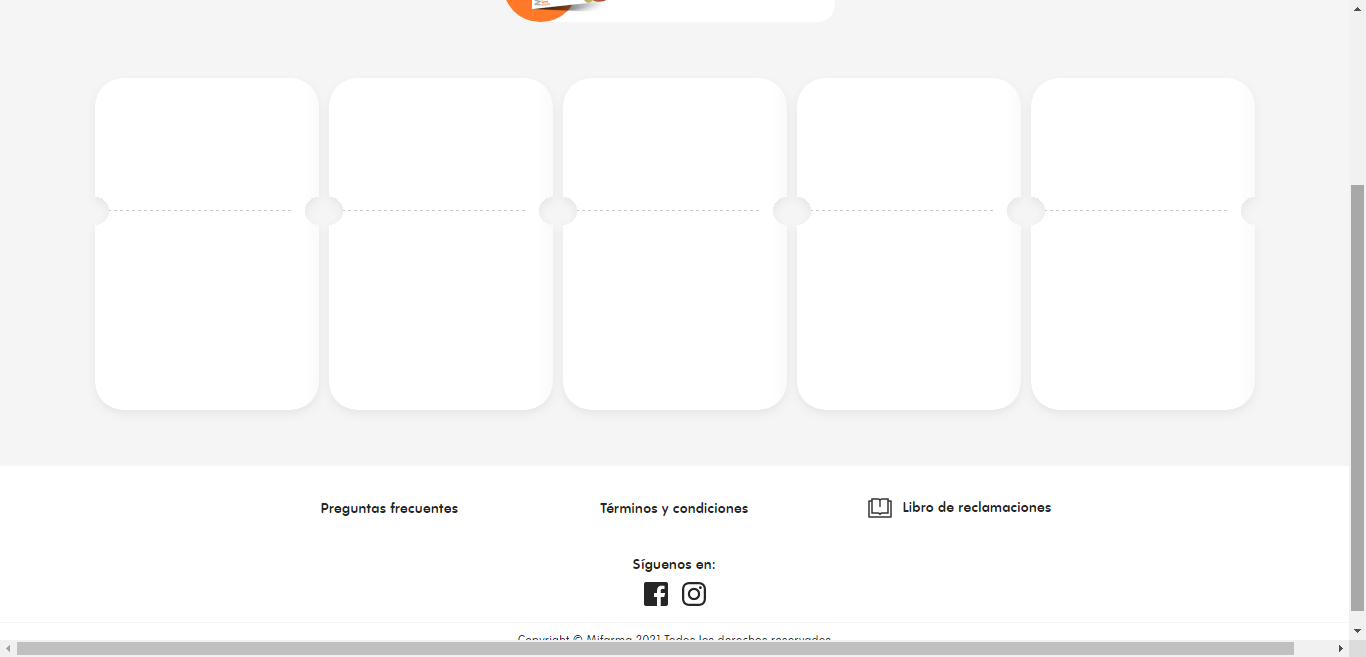 Preguntas frecuentes
Términos y condiciones
Libro de reclamaciones
Síguenos en:
Copyright © Mifarma 2021 Todos los derechos reservados